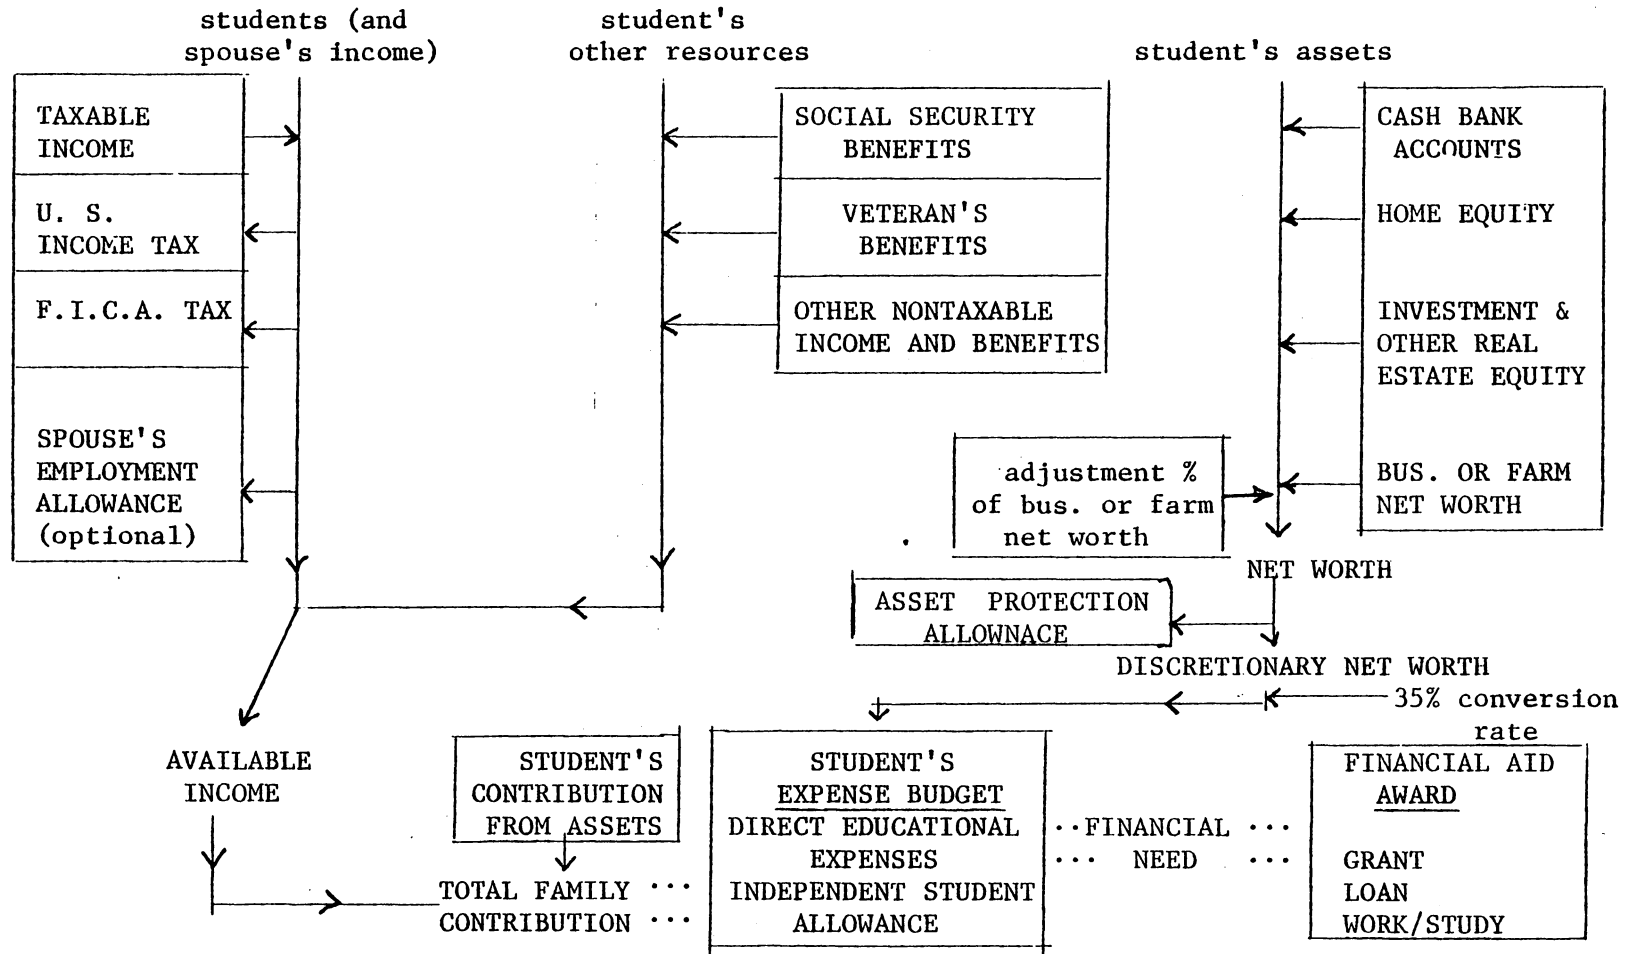 students (and
spouse's income)
student's
other resources
student's assets
TAXABLE
INCOME
U. S.
INCOME TAX
F.I.C.A. TAX
SPOUSE'S
EMPLOYMENT
ALLOWANCE
(optional)
SOCIAL SECURITY
BENEFITS
VETERAN'S
BENEFITS
OTHER NONTAXABLE
INCOME AND BENEFITS
CASH BANK
ACCOUNTS
HOME EQUITY
INVESTMENT &
OTHER REAL
ESTATE EQUITY
BUS. OR FARM
NET WORTH
adjustment %
of bus. or farm
net worth
NET WORTH
ASSET PROTECTION
ALLOWNACE
DISCRETIONARY NET WORTH
35% conversion
rate
AVAILABLE
INCOME
STUDENT'S
CONTRIBUTION
FROM ASSETS
TOTAL FAMILY ...
CONTRIBUTION ...
STUDENT'S
EXPENSE BUDGET
DIRECT EDUCATIONAL
EXPENSES
INDEPENDENT STUDENT
ALLOWANCE
..FINANCIAL ...
... NEED ...
FINANCIAL AID
AWARD
GRANT
LOAN
WORK/STUDY